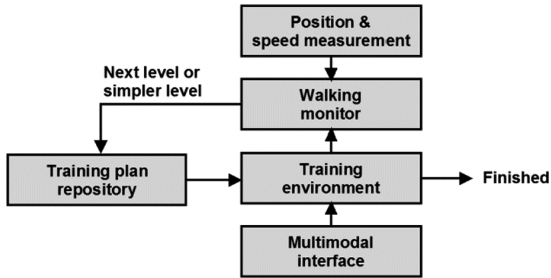 Position &
speed measurement
Next level or
simpler level
Walking
monitor
Training plan
repository
Training
environment
Finished
Multimodal
interface